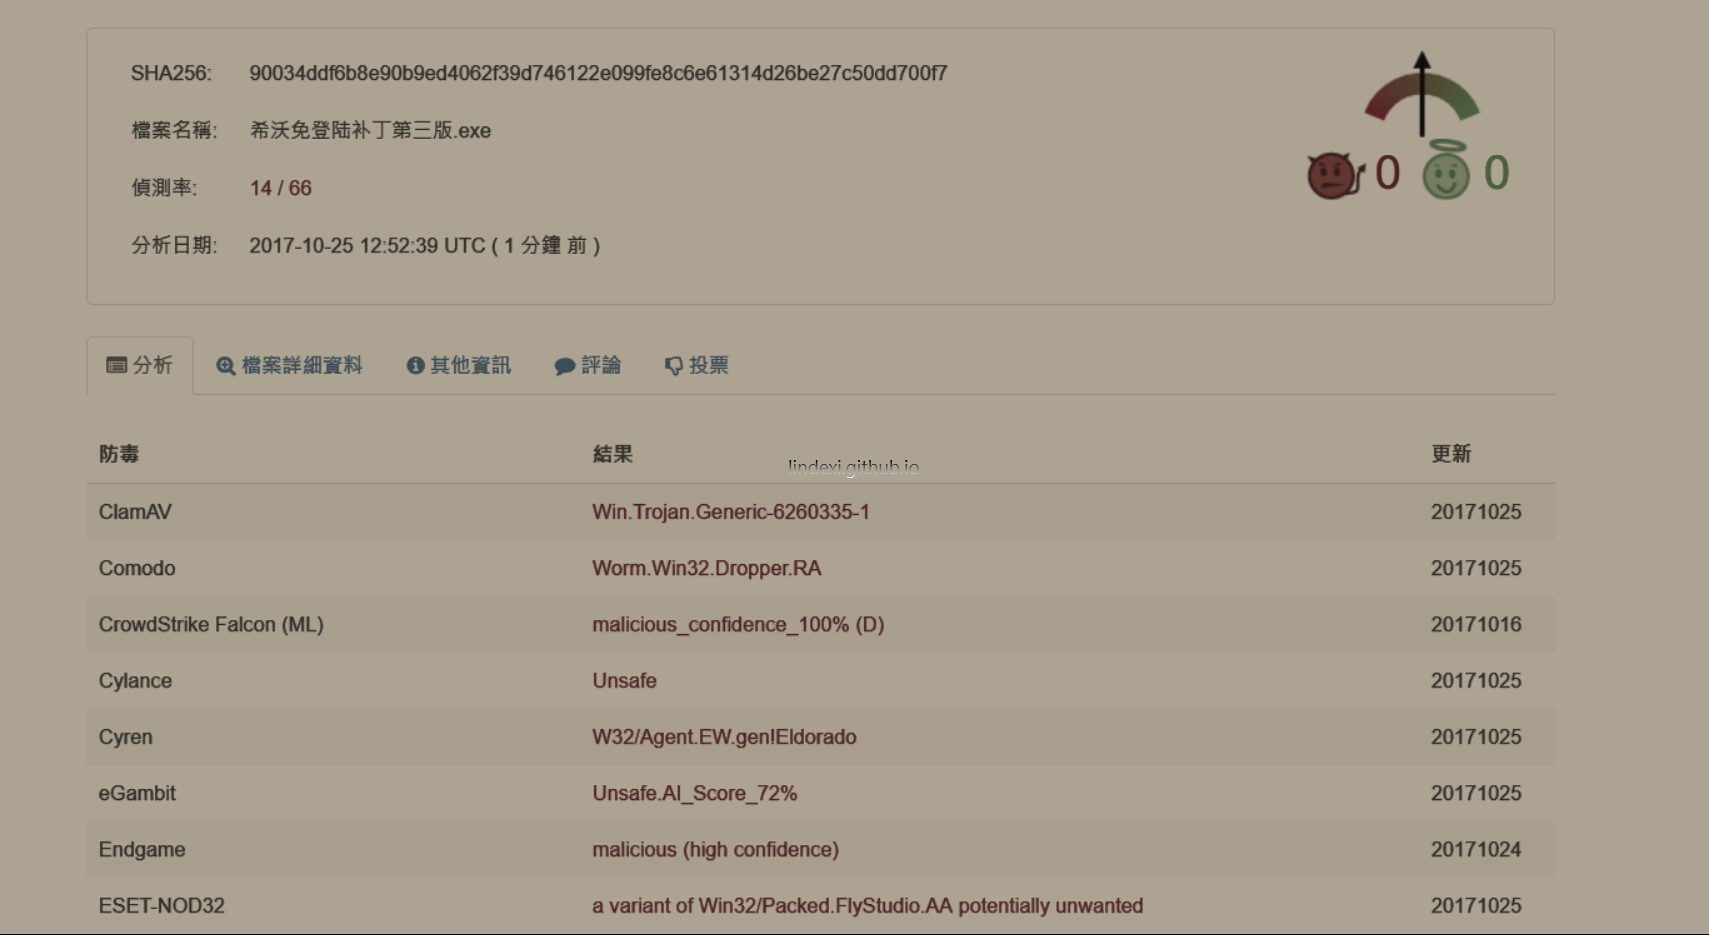 SHA256: 90034ddf6b8e90b9ed4062f39d746122e099fe8c6e61314d26be27c50dd700f7
檔案名稱: 希沃免登陆补丁第三版.exe
偵測率: 14 / 66
0 0
分析日期: 2017-10-25 12:52:39 UTC ( 1 分鐘 前 )
分析 檔案詳細資料 其他資訊 評論 投票
防毒 結果 更新
lindexi.github.io
ClamAV Win.Trojan.Generic-6260335-1 20171025
Comodo Worm.Win32.Dropper.RA 20171025
CrowdStrike Falcon (ML) malicious_confidence_100% (D) 20171016
Cylance Unsafe 20171025
Cyren W32/Agent.EW.gen!Eldorado 20171025
eGambit Unsafe.AI_Score_72% 20171025
Endgame malicious (high confidence) 20171024
ESET-NOD32 a variant of Win32/Packed.FlyStudio.AA potentially unwanted 20171025